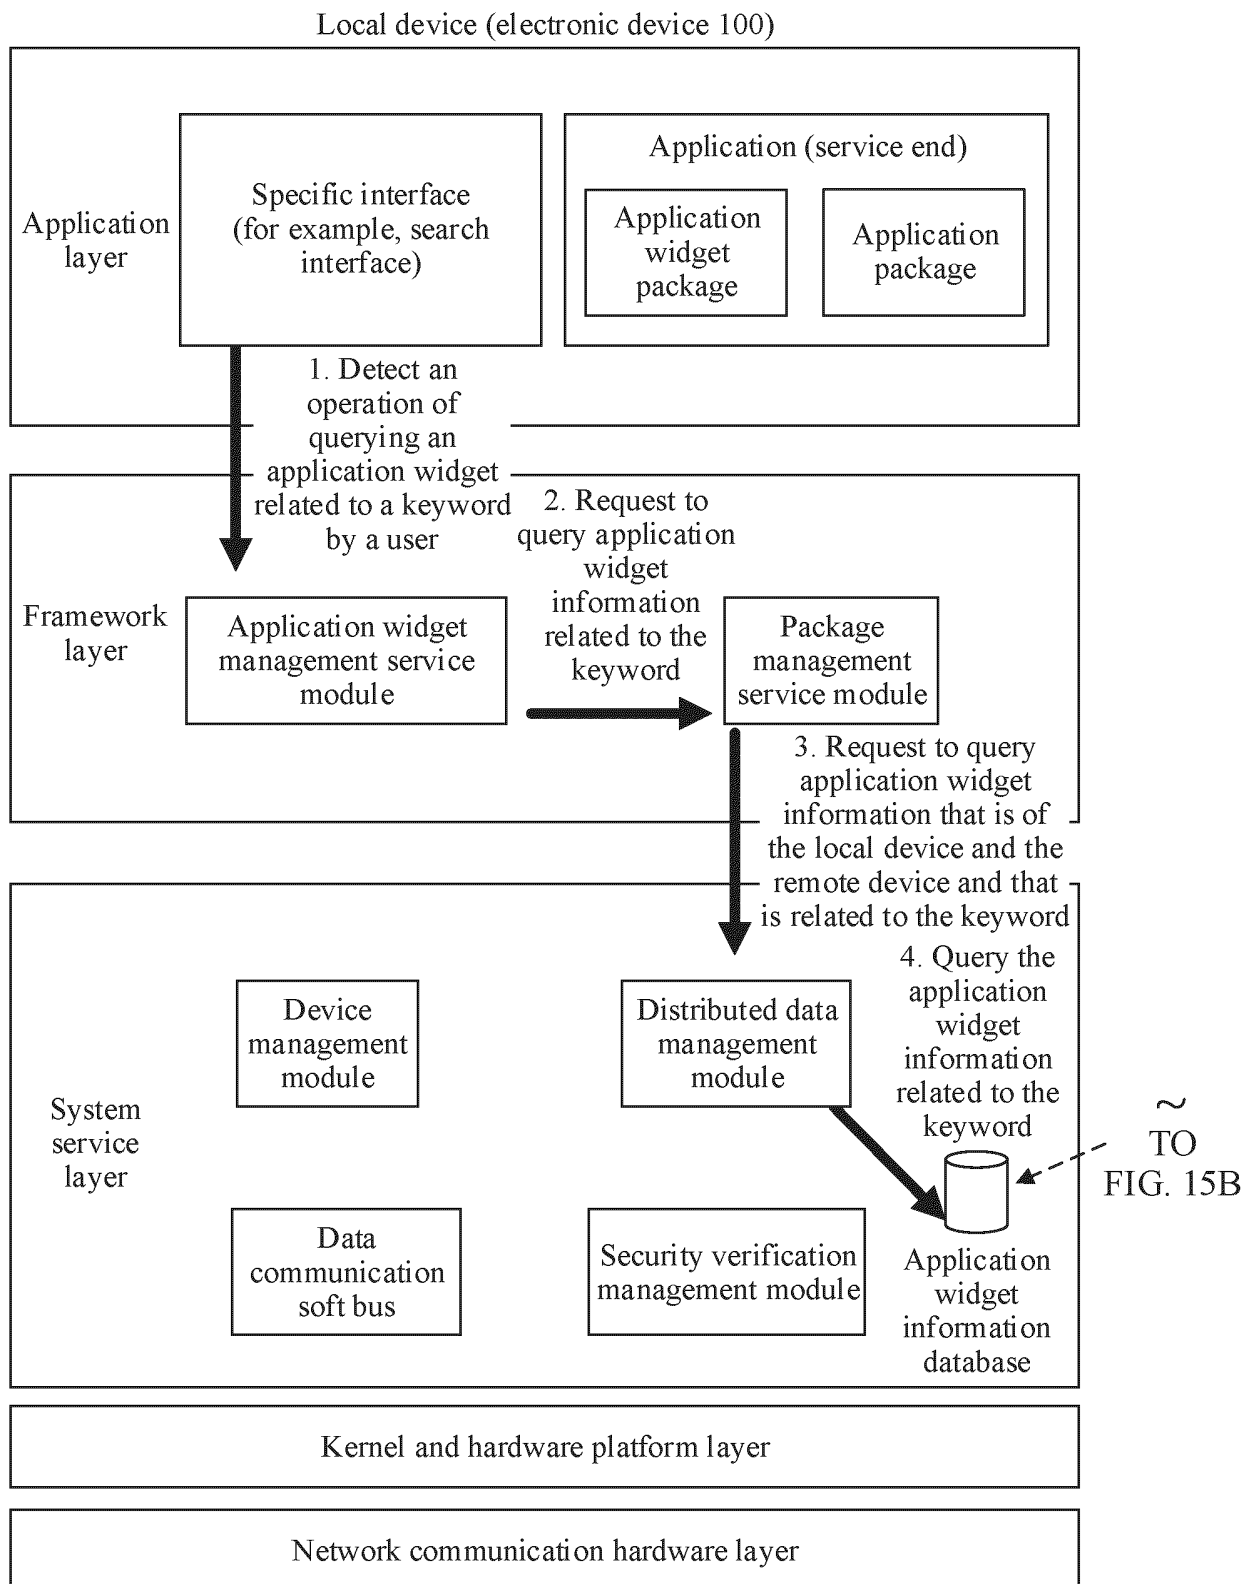 Local device (electronic device 100)
Application
layer
Specific interface
(for example, search
interface)
Application (service end)
Application
widget
package
Application
package
1. Detect an
operation of
querying an
application widget
related to a keyword
by a user
Framework
layer
Application widget
management service
module
2. Request to
query application
widget
information
related to the
keyword
Package
management
service module
3. Request to query
application widget
information that is of
the local device and the
remote device and that
is related to the keyword
System
service
layer
Device
management
module
Distributed data
management
module
4. Query the
application
widget
information
related to the
keyword
~
TO
FIG. 15B
Data
communication
soft bus
Security verification
management module
Application
widget
information
database
Kernel and hardware platform layer
Network communication hardware layer